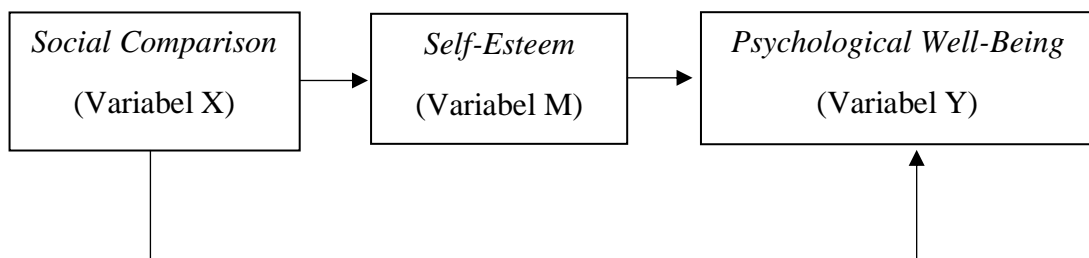 Social Comparison
(Variabel X)
Self-Esteem
(Variabel M)
Psychological Well-Being
(Variabel Y)